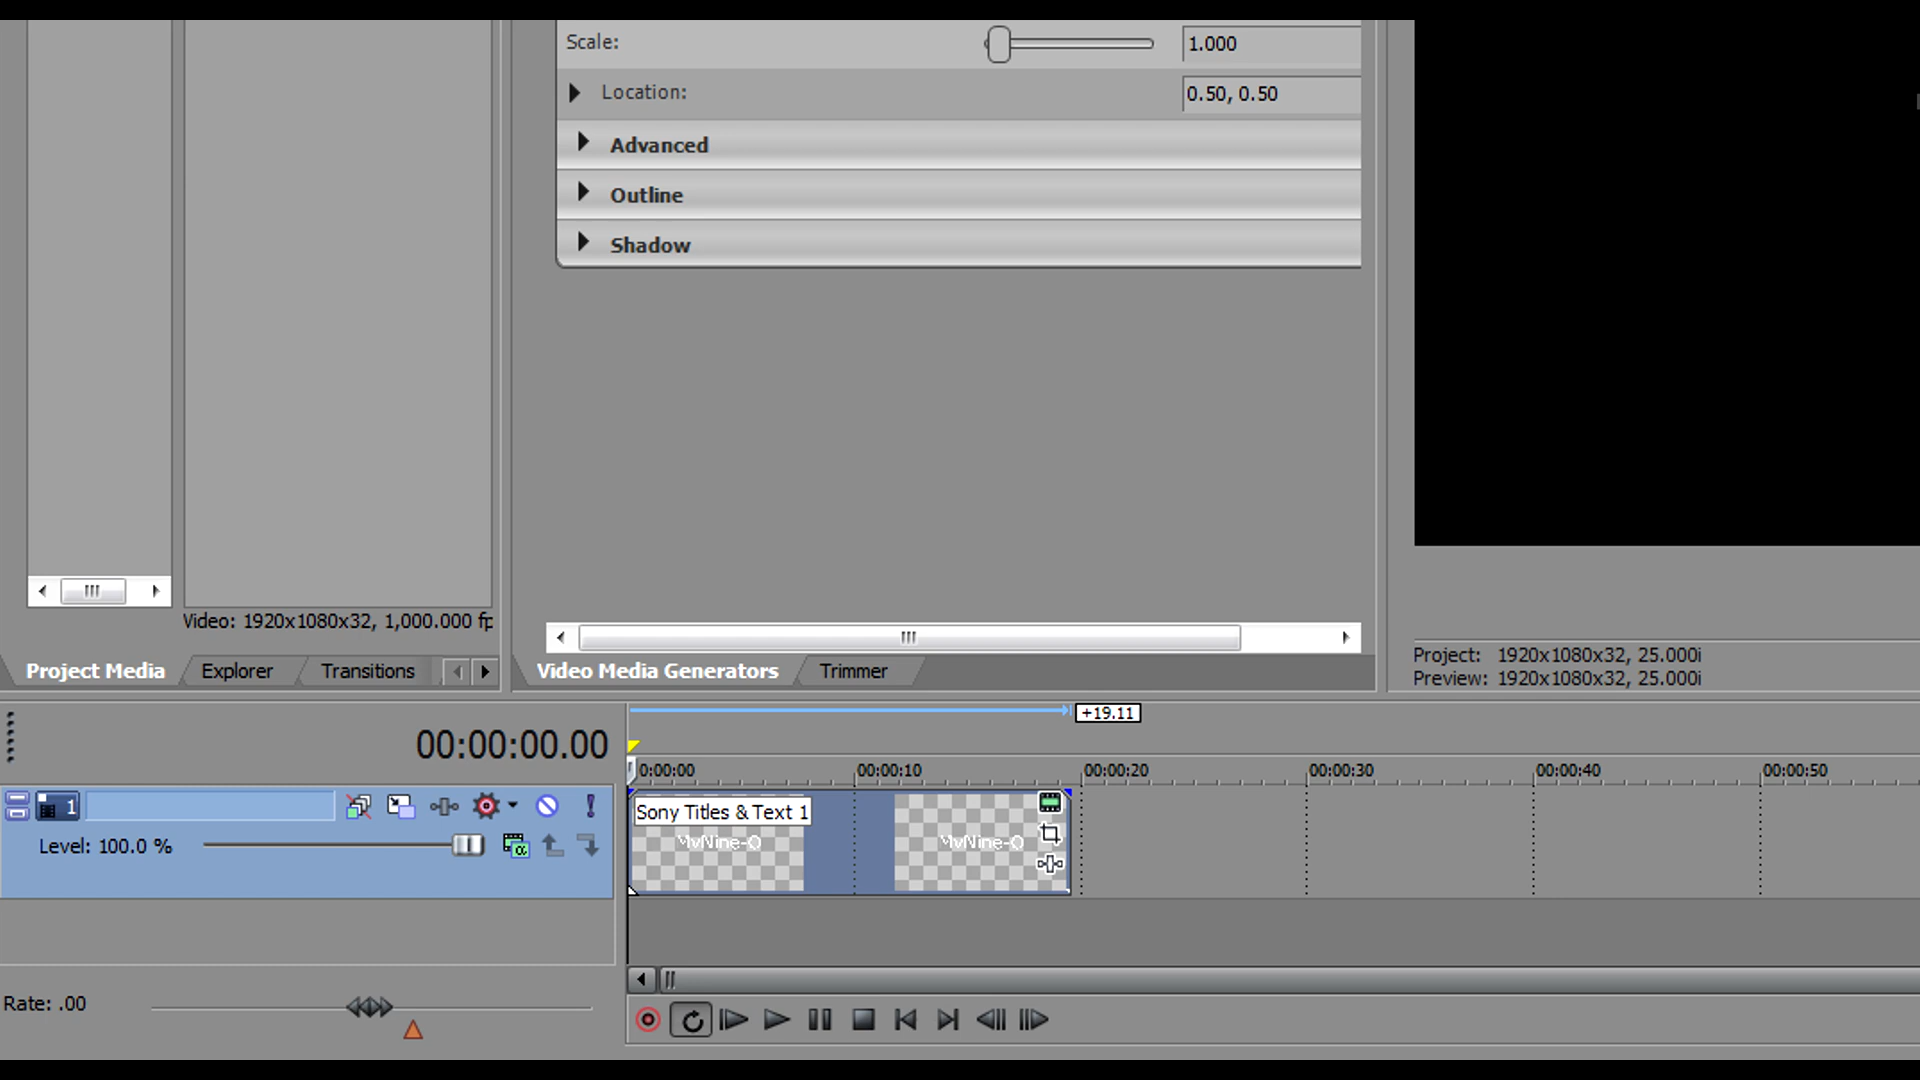 Scale:
1.000
Location:
0.50, 0.50
Advanced
Outline
Shadow
Video: 1920x1080x32, 1,000.000 fp
Project Media
Explorer
Transitions
Video Media Generators
Trimmer
Project: 1920x1080x32, 25.000i
Preview: 1920x1080x32, 25.000i
+19.11
00:00:00.00
0:00:00
00:00:10
00:00:20
00:00:30
00:00:40
00:00:50
1
Sony Titles & Text 1
Level: 100.0 %
Rate: .00